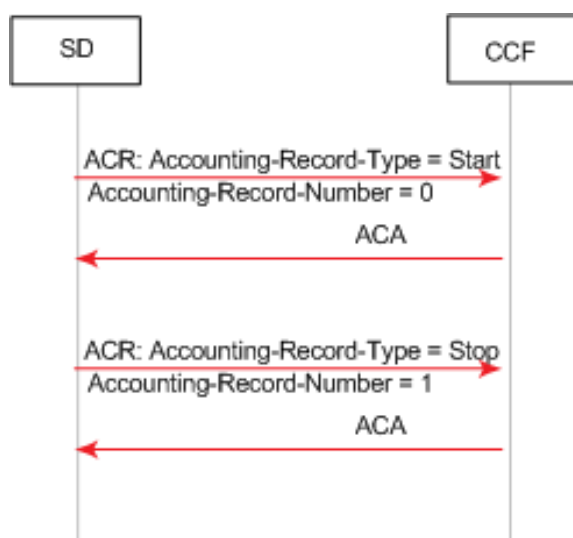 SD
CCF
ACR: Accounting-Record-Type = Start
Accounting-Record-Number = 0
ACA
ACR: Accounting-Record-Type = Stop
Accounting-Record-Number = 1
ACA